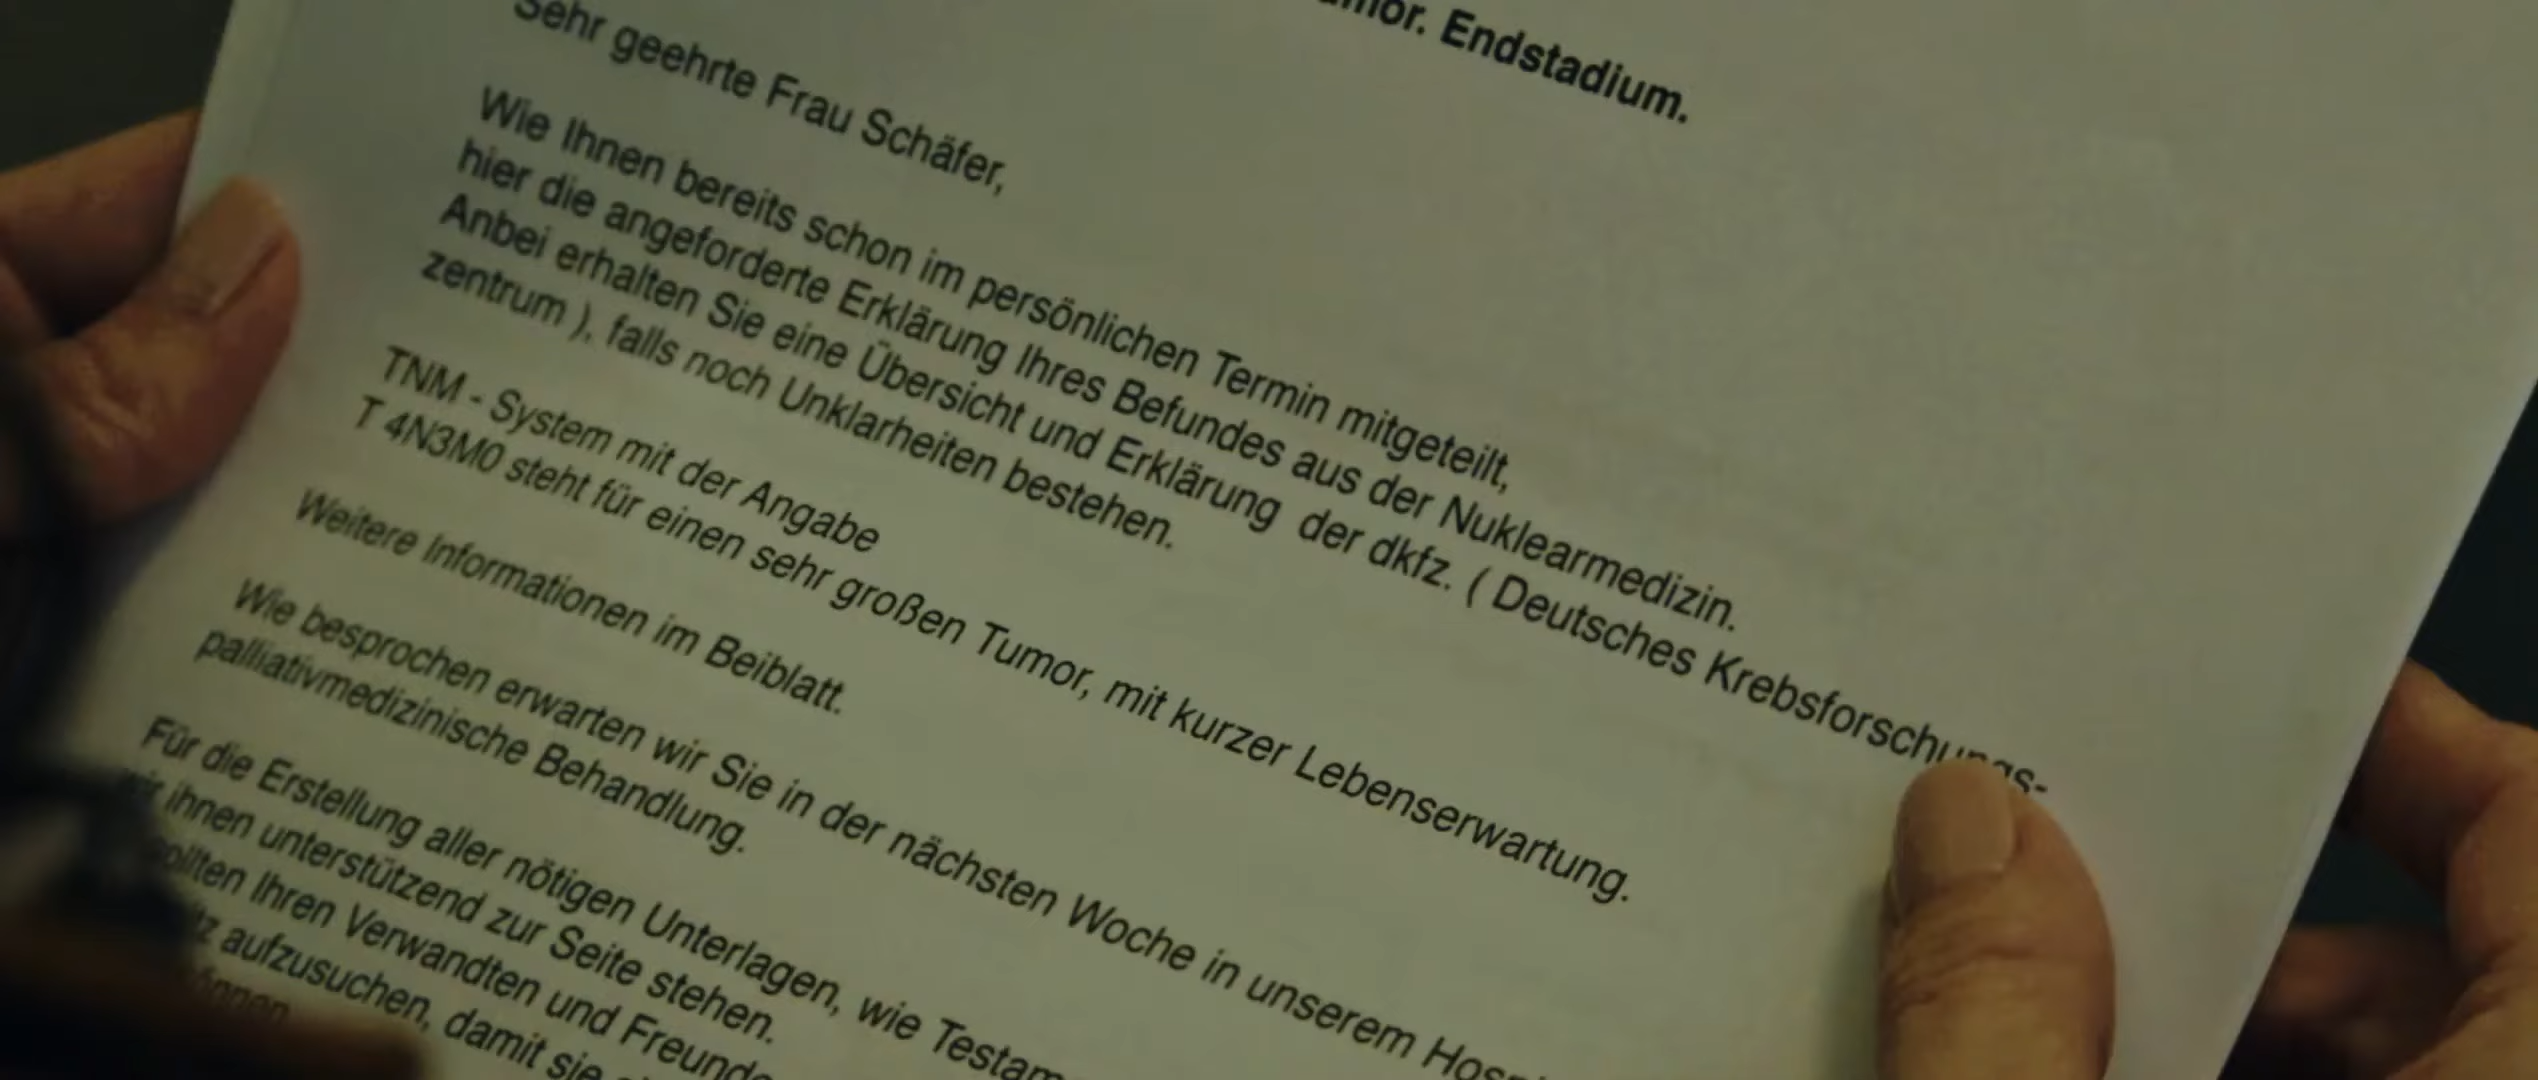 Endstadium.
Sehr geehrte Frau Schäfer,
Wie Ihnen bereits schon im persönlichen Termin mitgeteilt,
hier die angeforderte Erklärung Ihres Befundes aus der Nuklearmedizin.
Anbei erhalten Sie eine Übersicht und Erklärung der dkfz. ( Deutsches Krebsforschungs-
zentrum ), falls noch Unklarheiten bestehen.
TNM - System mit der Angabe
T 4N3M0 steht für einen sehr großen Tumor, mit kurzer Lebenserwartung.
Weitere Informationen im Beiblatt.
Wie besprochen erwarten wir Sie in der nächsten Woche in unserem
palliativmedizinische Behandlung.
Für die Erstellung aller nötigen Unterlagen, wie
wir ihnen unterstützend zur Seite stehen.
sollten Ihren Verwandten und Freunde
aufzusuchen, damit sie